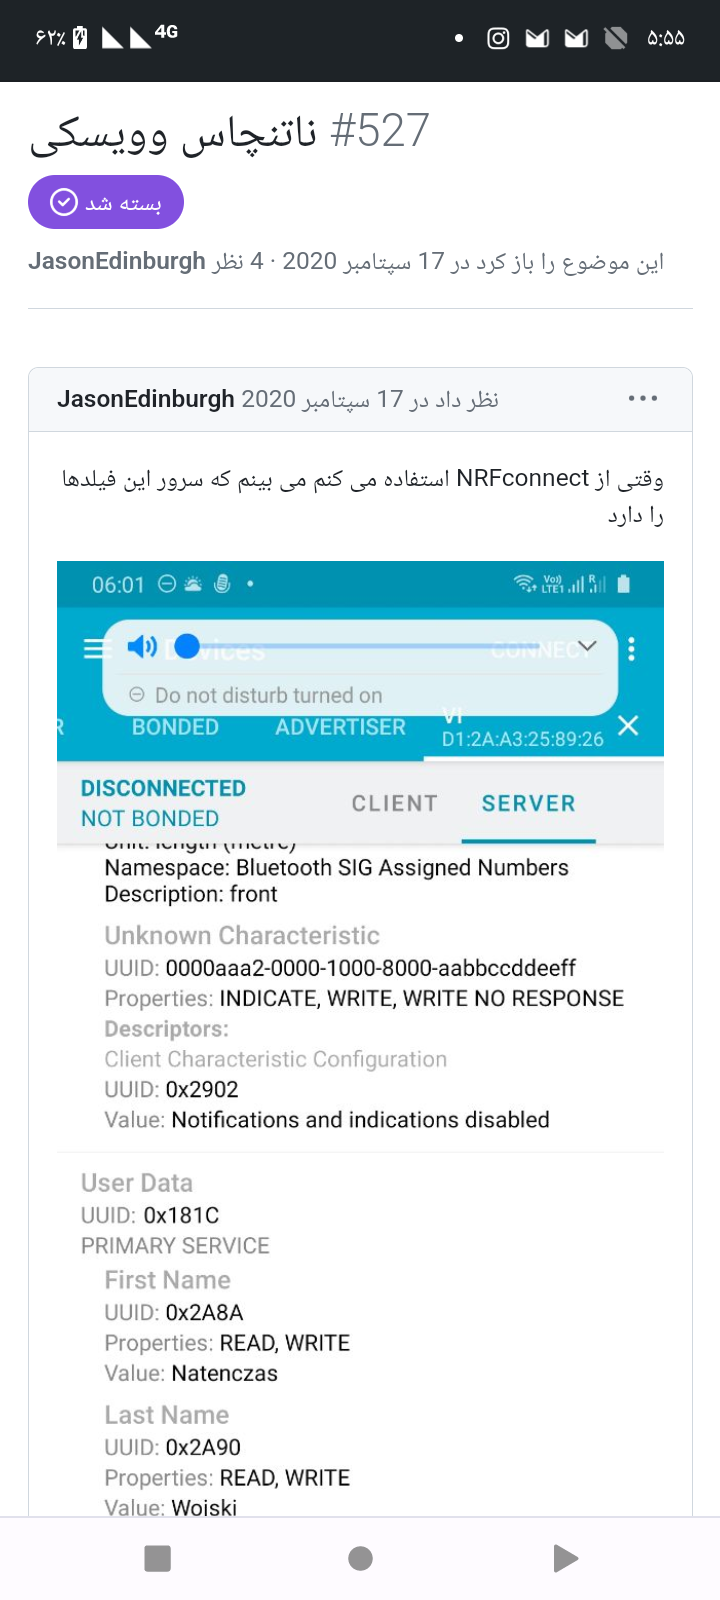 ۶۲٪ 4G ۵:۵۵
ناتنچاس وویسکی #527
بسته شد
JasonEdinburgh این موضوع را باز کرد در 17 سپتامبر 2020 · 4 نظر
JasonEdinburgh نظر داد در 17 سپتامبر 2020
وقتی از NRFconnect استفاده می کنم می بینم که سرور این فیلدها
را دارد
06:01 Vo) LTE1 R
Devices CONNECT
Do not disturb turned on
R BONDED ADVERTISER VI
D1:2A:A3:25:89:26
DISCONNECTED
NOT BONDED
CLIENT SERVER
Unit: length (metre)
Namespace: Bluetooth SIG Assigned Numbers
Description: front
Unknown Characteristic
UUID: 0000aaa2-0000-1000-8000-aabbccddeeff
Properties: INDICATE, WRITE, WRITE NO RESPONSE
Descriptors:
Client Characteristic Configuration
UUID: 0x2902
Value: Notifications and indications disabled
User Data
UUID: 0x181C
PRIMARY SERVICE
First Name
UUID: 0x2A8A
Properties: READ, WRITE
Value: Natenczas
Last Name
UUID: 0x2A90
Properties: READ, WRITE
Value: Wojski